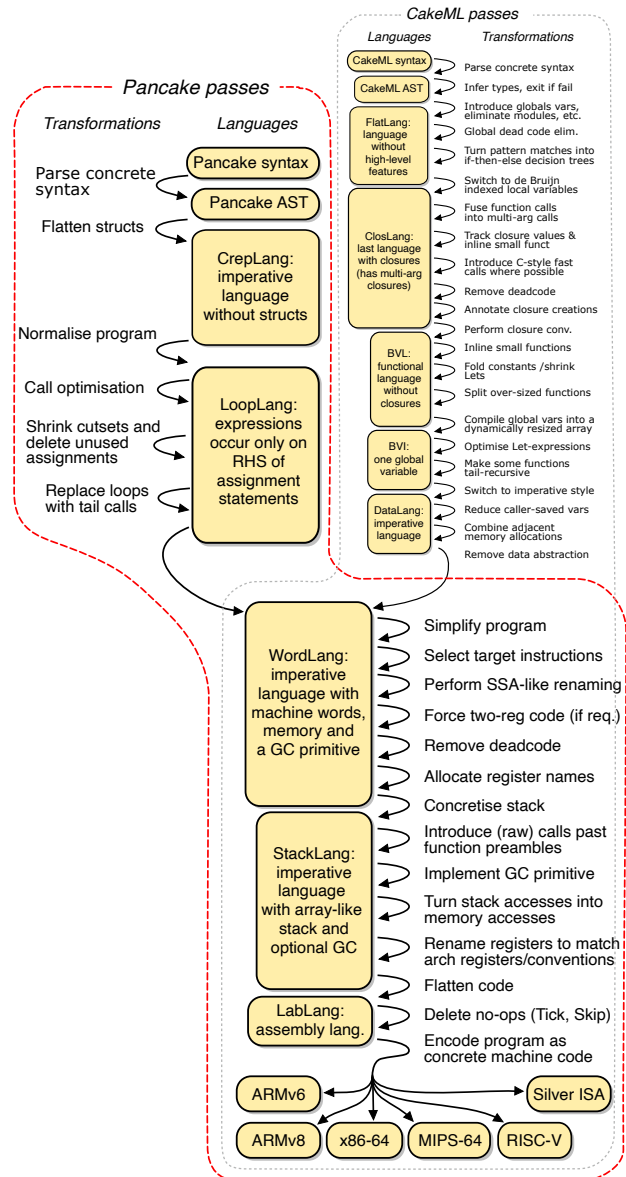 CakeML passes
Languages
Transformations
CakeML syntax
Parse concrete syntax
CakeML AST
Infer types, exit if fail
Introduce globals vars,
eliminate modules, etc.
FlatLang:
language
without
high-level
features
Global dead code elim.
Turn pattern matches into
if-then-else decision trees
Switch to de Bruijn
indexed local variables
ClosLang:
last language
with closures
(has multi-arg
closures)
Fuse function calls
into multi-arg calls
Track closure values &
inline small funct
Introduce C-style fast
calls where possible
Remove deadcode
Annotate closure creations
Perform closure conv.
BVL:
functional
language
without
closures
Inline small functions
Fold constants /shrink
Lets
Split over-sized functions
Compile global vars into a
dynamically resized array
BVI:
one global
variable
Optimise Let-expressions
Make some functions
tail-recursive
Switch to imperative style
DataLang:
imperative
language
Reduce caller-saved vars
Combine adjacent
memory allocations
Remove data abstraction
Pancake passes
Transformations
Languages
Pancake syntax
Parse concrete
syntax
Pancake AST
Flatten structs
CrepLang:
imperative
language
without structs
Normalise program
Call optimisation
LoopLang:
expressions
occur only on
RHS of
assignment
statements
Shrink cutsets and
delete unused
assignments
Replace loops
with tail calls
WordLang:
imperative
language with
machine words,
memory and
a GC primitive
Simplify program
Select target instructions
Perform SSA-like renaming
Force two-reg code (if req.)
Remove deadcode
Allocate register names
Concretise stack
StackLang:
imperative
language
with array-like
stack and
optional GC
Introduce (raw) calls past
function preambles
Implement GC primitive
Turn stack accesses into
memory accesses
Rename registers to match
arch registers/conventions
Flatten code
LabLang:
assembly lang.
Delete no-ops (Tick, Skip)
Encode program as
concrete machine code
ARMv6
Silver ISA
ARMv8
x86-64
MIPS-64
RISC-V